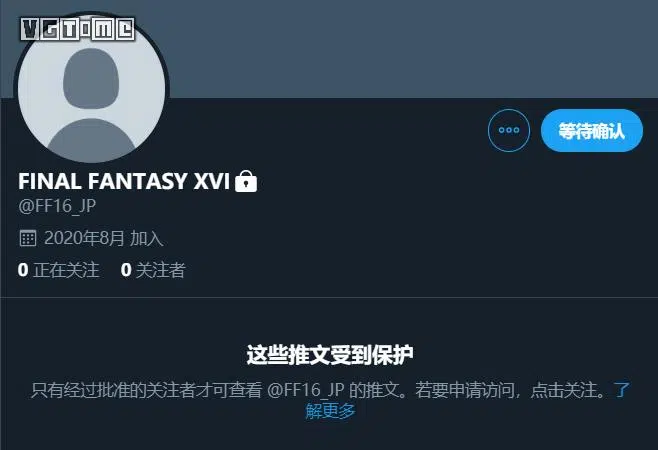 VGTIME
等待确认
FINAL FANTASY XVI
@FF16_JP
2020年8月 加入
0 正在关注 0 关注者
这些推文受到保护
只有经过批准的关注者才可查看 @FF16_JP 的推文。若要申请访问，点击关注。了
解更多